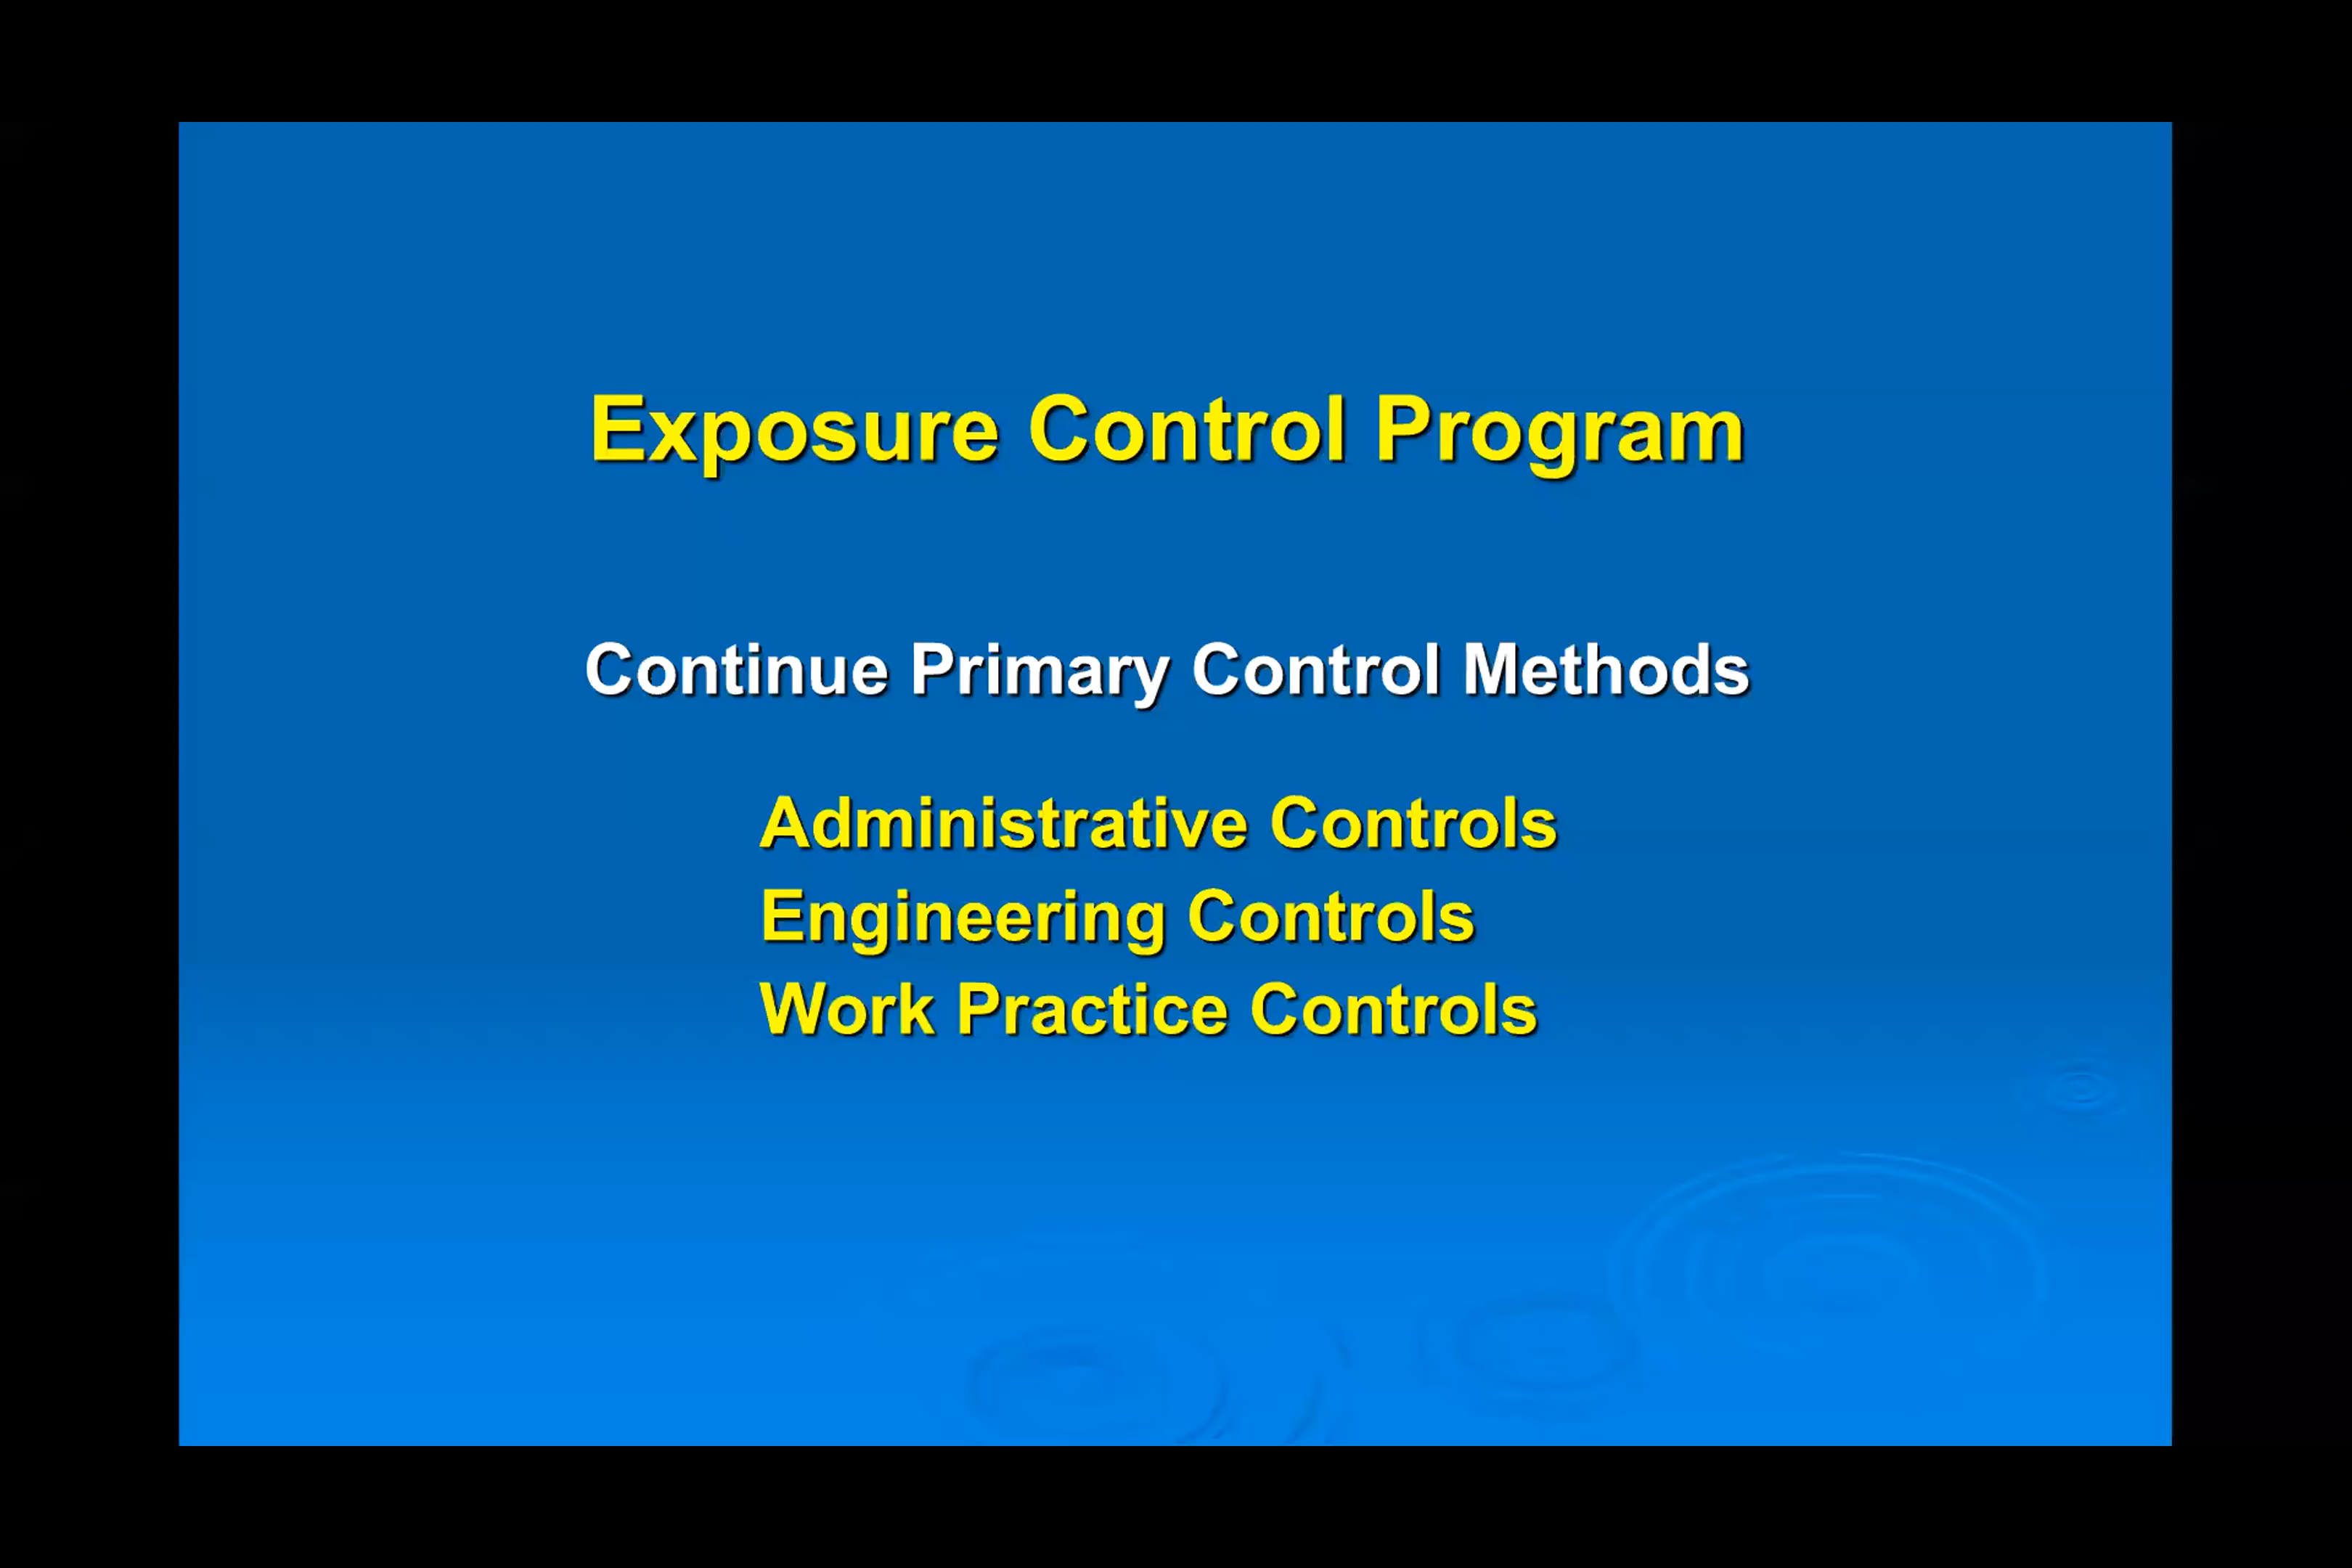 Exposure Control Program
Continue Primary Control Methods
Administrative Controls
Engineering Controls
Work Practice Controls